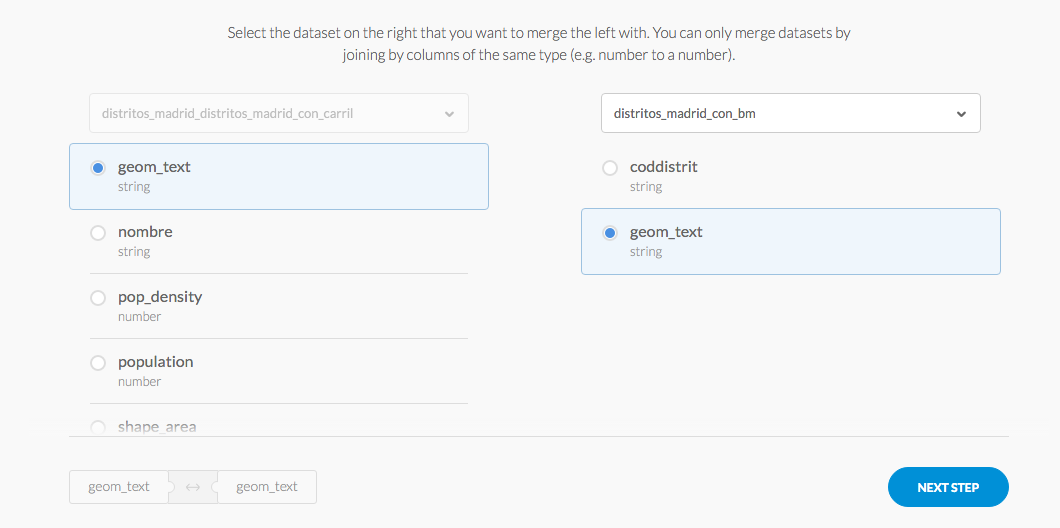 Select the dataset on the right that you want to merge the left with. You can only merge datasets by
joining by columns of the same type (e.g. number to a number).
distritos_madrid_distritos_madrid_con_carril
distritos_madrid_con_bm
geom_text
string
nombre
string
pop_density
number
population
number
shape_area
coddistrit
string
geom_text
string
geom_text
geom_text
NEXT STEP